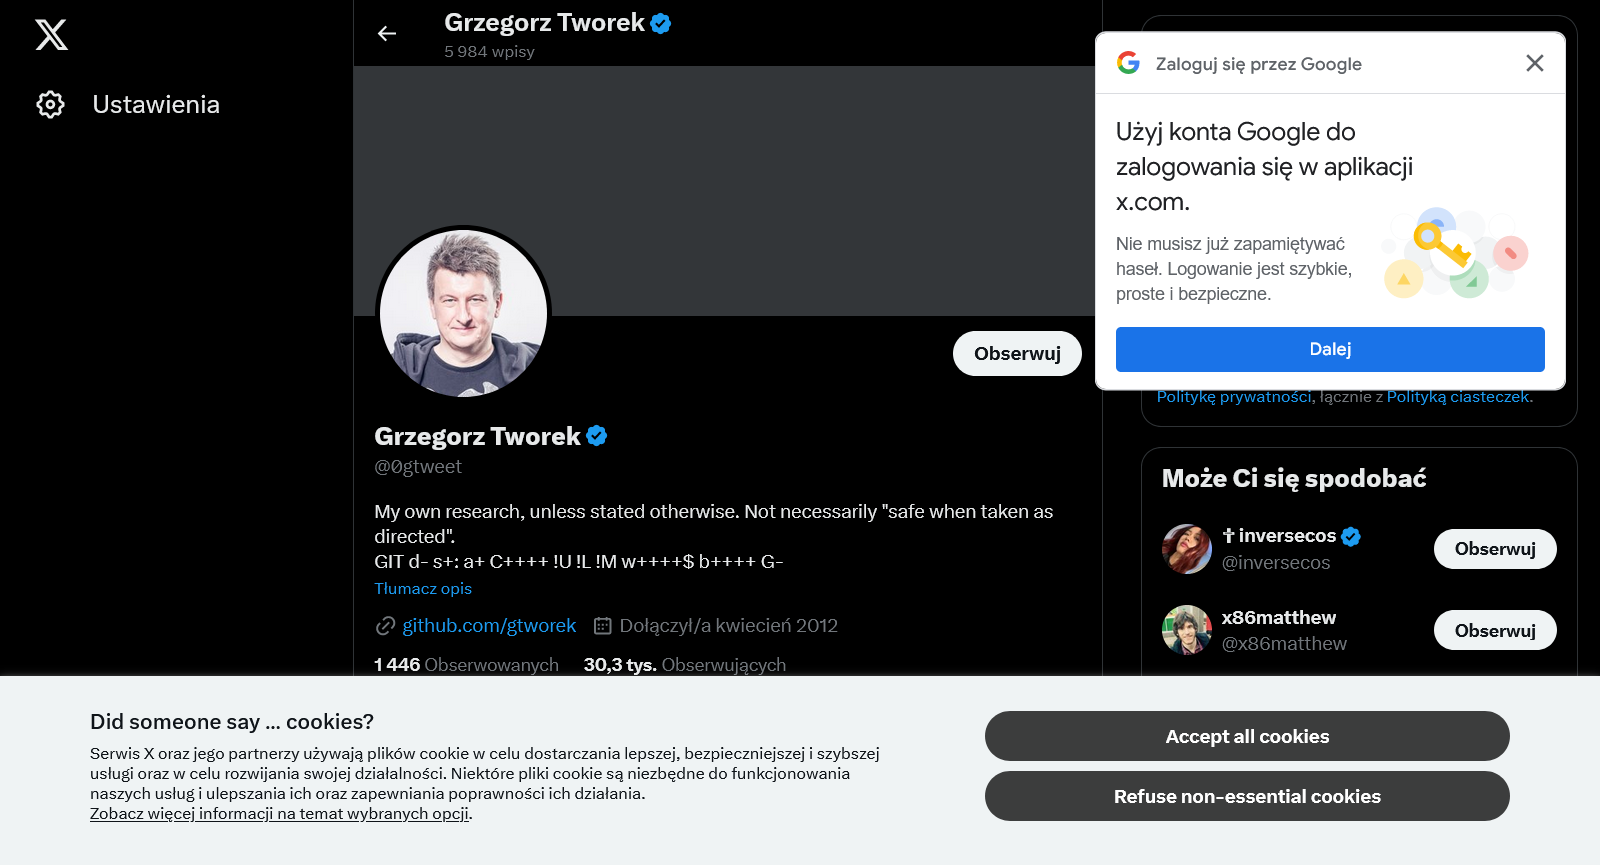 Ustawienia
Grzegorz Tworek
5 984 wpisy
Obserwuj
Grzegorz Tworek
@0gtweet
My own research, unless stated otherwise. Not necessarily "safe when taken as
directed".
GIT d- s+: a+ C++++ !U !L !M w++++$ b++++ G-
Tłumacz opis
github.com/gtworek Dołączył/a kwiecień 2012
1 446 Obserwowanych 30,3 tys. Obserwujących
Zaloguj się przez Google
Użyj konta Google do
zalogowania się w aplikacji
x.com.
Nie musisz już zapamiętywać
haseł. Logowanie jest szybkie,
proste i bezpieczne.
Dalej
Politykę prywatności, łącznie z Polityką ciasteczek.
Może Ci się spodobać
✝ inversecos
@inversecos
Obserwuj
x86matthew
@x86matthew
Obserwuj
Did someone say … cookies?
Serwis X oraz jego partnerzy używają plików cookie w celu dostarczania lepszej, bezpieczniejszej i szybszej
usługi oraz w celu rozwijania swojej działalności. Niektóre pliki cookie są niezbędne do funkcjonowania
naszych usług i ulepszania ich oraz zapewniania poprawności ich działania.
Zobacz więcej informacji na temat wybranych opcji.
Accept all cookies
Refuse non-essential cookies